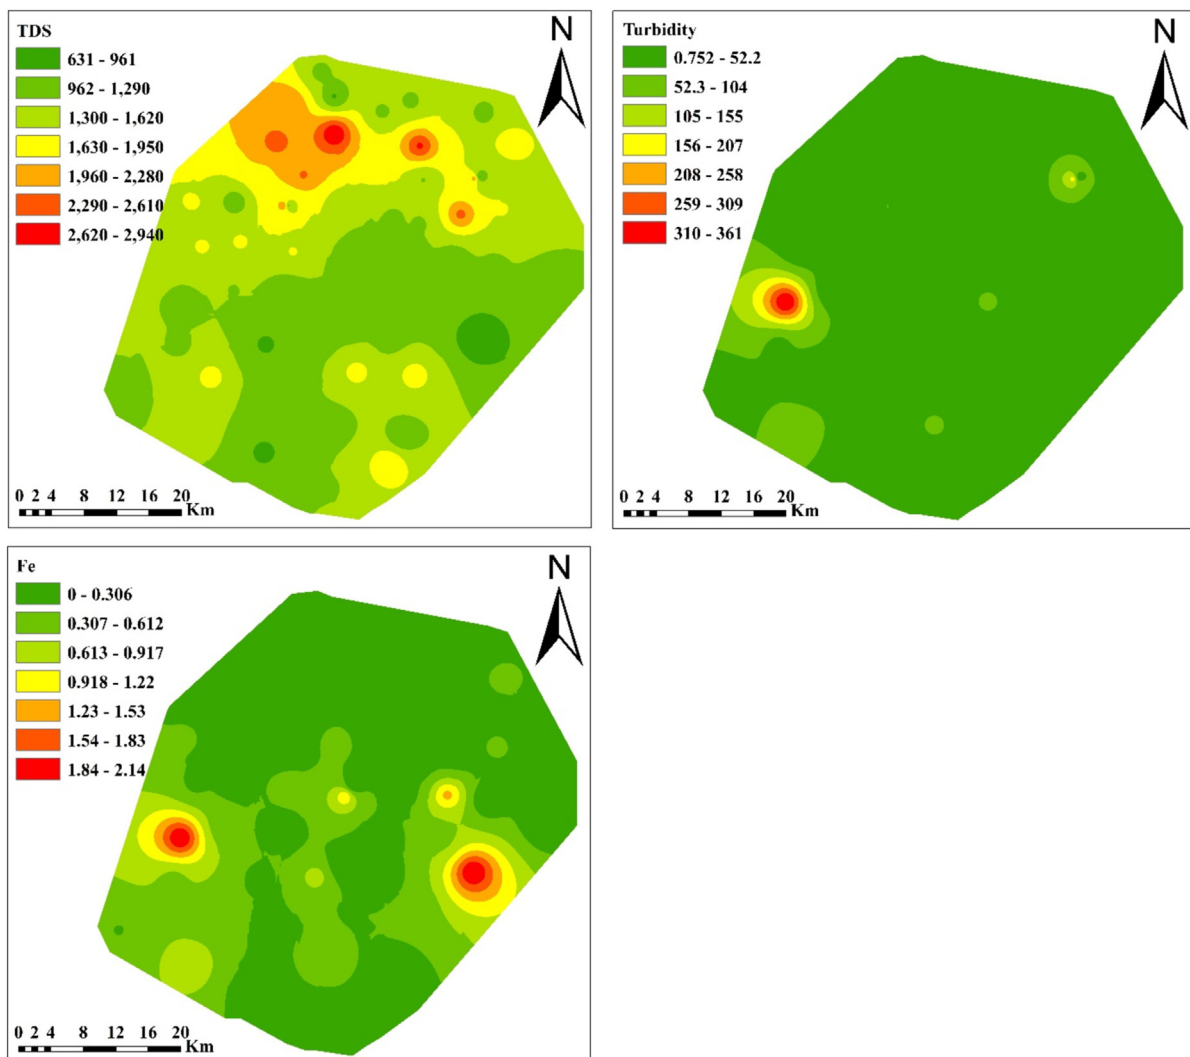 TDS
631 - 961
962 - 1,290
1,300 - 1,620
1,630 - 1,950
1,960 - 2,280
2,290 - 2,610
2,620 - 2,940
N
0 2 4 8 12 16 20
Km
Turbidity
0.752 - 52.2
52.3 - 104
105 - 155
156 - 207
208 - 258
259 - 309
310 - 361
N
0 2 4 8 12 16 20
Km
Fe
0 - 0.306
0.307 - 0.612
0.613 - 0.917
0.918 - 1.22
1.23 - 1.53
1.54 - 1.83
1.84 - 2.14
N
0 2 4 8 12 16 20
Km